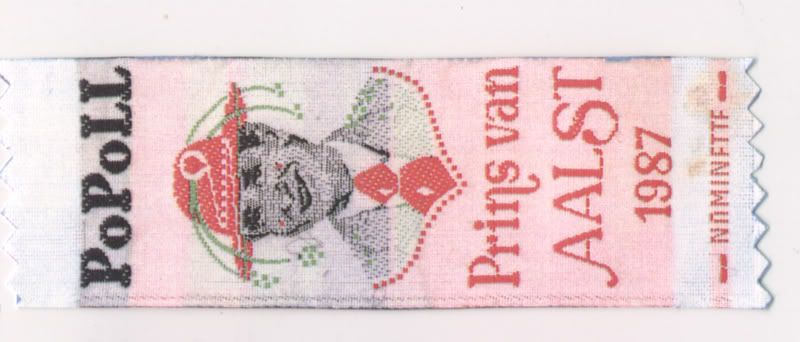 PoPoLL
Prins van
AALST
1987
NOMINETTE